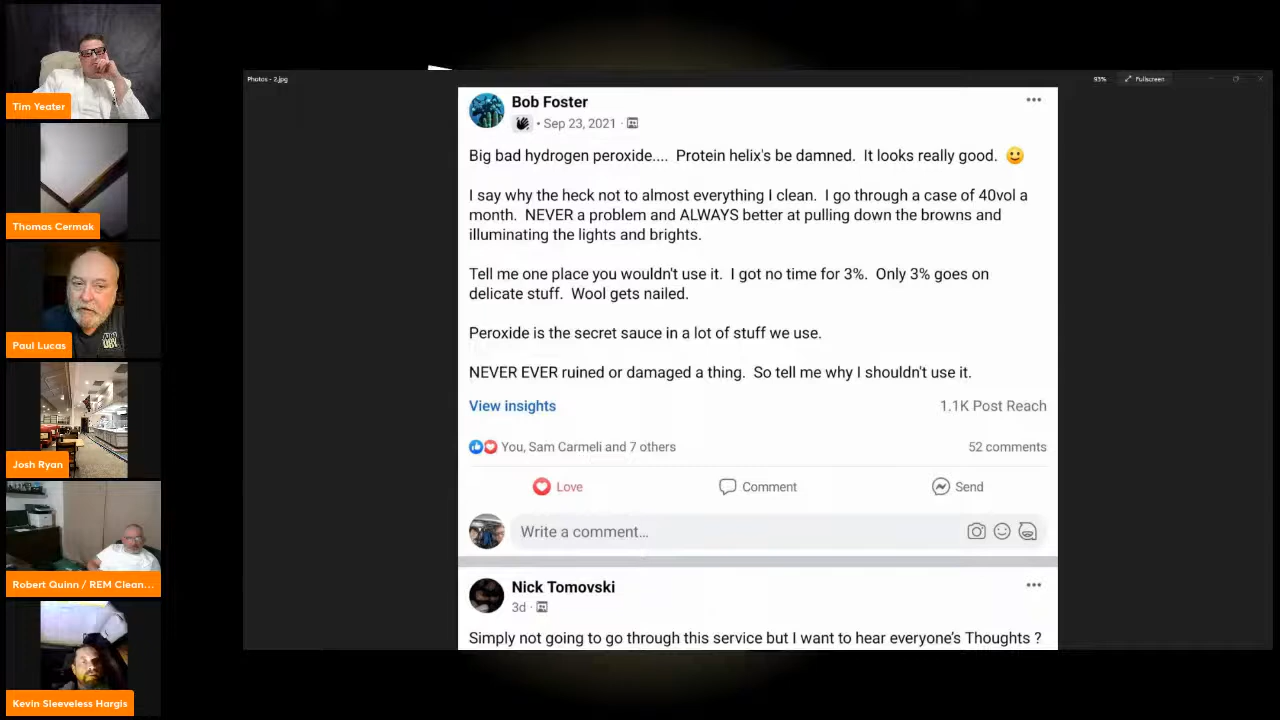 Tim Yeater
Thomas Cermak
Paul Lucas
Josh Ryan
Robert Quinn / REM Clean...
Kevin Sleeveless Hargis
Photos - 2.jpg
93%
Fullscreen
Bob Foster
• Sep 23, 2021 ·
Big bad hydrogen peroxide.... Protein helix's be damned. It looks really good. 🙂
I say why the heck not to almost everything I clean. I go through a case of 40vol a
month. NEVER a problem and ALWAYS better at pulling down the browns and
illuminating the lights and brights.
Tell me one place you wouldn't use it. I got no time for 3%. Only 3% goes on
delicate stuff. Wool gets nailed.
Peroxide is the secret sauce in a lot of stuff we use.
NEVER EVER ruined or damaged a thing. So tell me why I shouldn't use it.
View insights
1.1K Post Reach
You, Sam Carmeli and 7 others
52 comments
Love
Comment
Send
Write a comment...
Nick Tomovski
3d ·
Simply not going to go through this service but I want to hear everyone's Thoughts ?